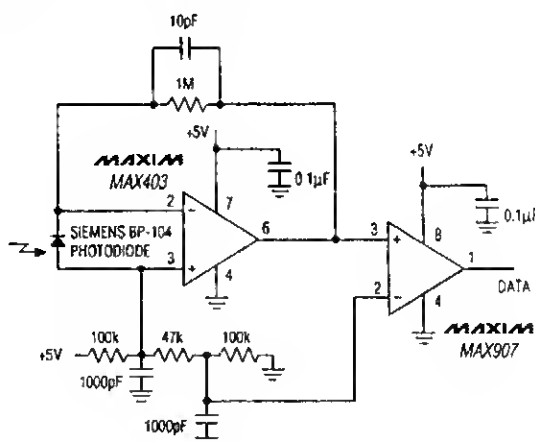 10pF
1M
+5V
MAXIM
MAX403
0.1µF
+5V
7
2
-
6
3
+
8
0.1µF
SIEMENS BP-104
PHOTODIODE
3
+
4
2
-
1
DATA
4
MAXIM
MAX907
100k
47k
100k
+5V
1000pF
1000pF